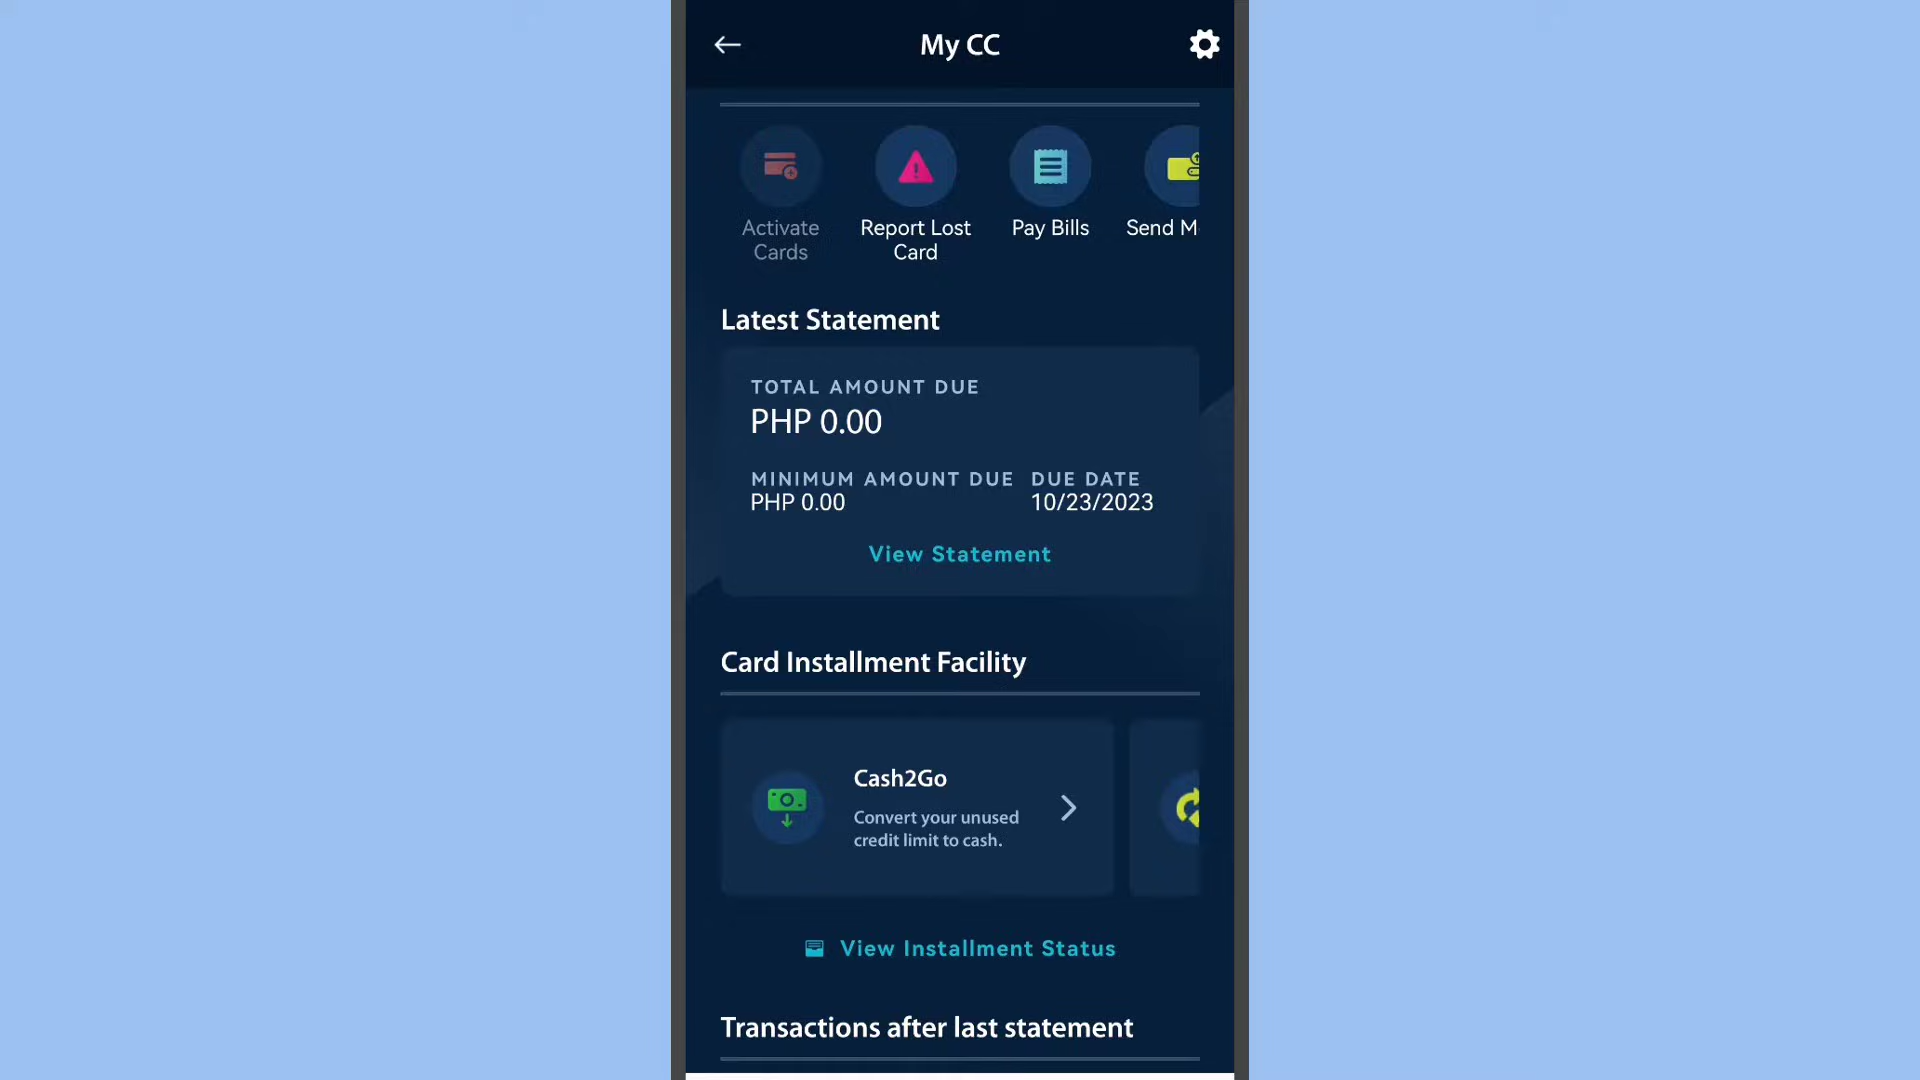 My CC
Activate
Cards
Report Lost
Card
Pay Bills
Send M
Latest Statement
TOTAL AMOUNT DUE
PHP 0.00
MINIMUM AMOUNT DUE
PHP 0.00
DUE DATE
10/23/2023
View Statement
Card Installment Facility
Cash2Go
Convert your unused
credit limit to cash.
View Installment Status
Transactions after last statement